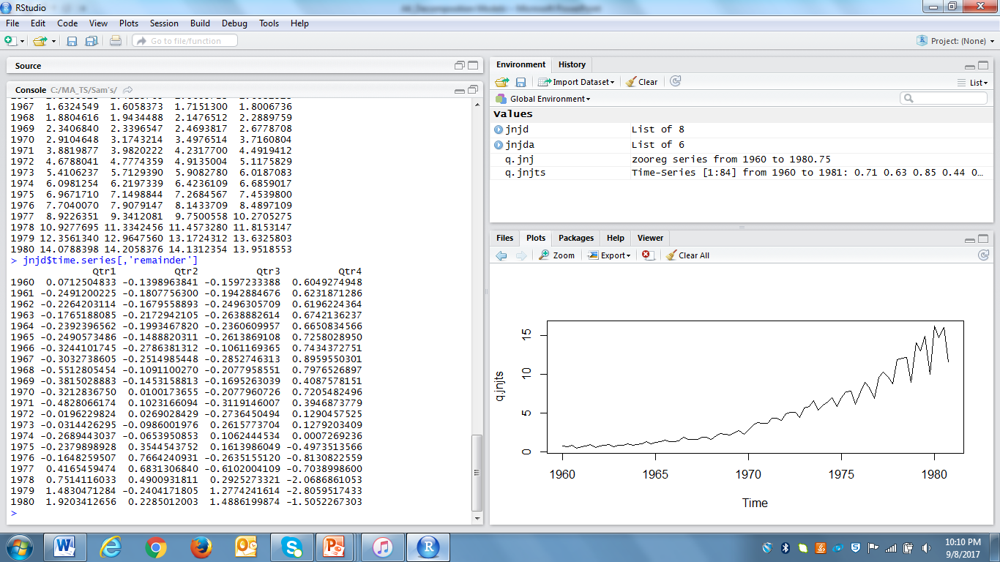 RStudio
File Edit Code View Plots Session Build Debug Tools Help
Go to file/function
Project: (None)
Source
Console C:/MA_TS/Sam's/
1967 1.6324549 1.6058373 1.7151300 1.8006736
1968 1.8804616 1.9434488 2.1476512 2.2889759
1969 2.3406840 2.3396547 2.4693817 2.6778708
1970 2.9104648 3.1743214 3.4976514 3.7160804
1971 3.8819877 3.9820222 4.2317700 4.4919412
1972 4.6788041 4.7774359 4.9135004 5.1175829
1973 5.4106237 5.7129390 5.9082780 6.0187083
1974 6.0981254 6.2197339 6.4236109 6.6859017
1975 6.9671710 7.1498844 7.2684567 7.4539800
1976 7.7040070 7.9079147 8.1433709 8.4897109
1977 8.9226351 9.3412081 9.7500558 10.2705275
1978 10.9277695 11.3342456 11.4573280 11.8153147
1979 12.3561340 12.9647560 13.1724312 13.6325803
1980 14.0788398 14.2058376 14.1312354 13.9518553
> jnjd$time.series[,'remainder']
Qtr1 Qtr2 Qtr3 Qtr4
1960 0.0712504833 -0.1398963841 -0.1597233388 0.6049274948
1961 -0.2491200225 -0.1807756300 -0.1942884676 0.6231871286
1962 -0.2264203114 -0.1679558893 -0.2496305709 0.6196224364
1963 -0.1765188085 -0.2172942105 -0.2638882614 0.6742136237
1964 -0.2392396562 -0.1993467820 -0.2360609957 0.6650834566
1965 -0.2490573486 -0.1488820311 -0.2613869108 0.7258028950
1966 -0.3244101745 -0.2786381312 -0.1061169365 0.7434372751
1967 -0.3032738605 -0.2514985448 -0.2852746313 0.8959550301
1968 -0.5512805454 -0.1091100270 -0.2077958551 0.7976526897
1969 -0.3815028883 -0.1453158813 -0.1695263039 0.4087578151
1970 -0.3212836750 0.0100173655 -0.2077960726 0.7205482496
1971 -0.4828066174 0.1023166094 -0.3119146007 0.3946873779
1972 -0.0196229824 0.0269028429 -0.2736450494 0.1290457525
1973 -0.0314426295 -0.0986001976 0.2615773704 0.1279203409
1974 -0.2689443037 -0.0653950853 0.1062444534 0.0007269236
1975 -0.2379898928 0.3544543752 0.1613986049 -0.4973513566
1976 -0.1648259507 0.7664240931 -0.2635155120 -0.8130822559
1977 0.4165459474 0.6831306840 -0.6102004109 -0.7038998600
1978 0.7514116033 0.4900931811 0.2925273321 -2.0686861053
1979 1.4830471284 -0.2404171805 1.2774241614 -2.8059517433
1980 1.9203412656 0.2285012003 1.4886199874 -1.5052267303
>
Environment History
Import Dataset Clear List
Global Environment
Values
jnjd List of 8
jnjda List of 6
q.jnj zooreg series from 1960 to 1980.75
q.jnjts Time-Series [1:84] from 1960 to 1981: 0.71 0.63 0.85 0.44 0…
Files Plots Packages Help Viewer
Zoom Export Clear All
q.jnjts
15
10
5
0
1960 1965 1970 1975 1980
Time
10:10 PM
9/8/2017